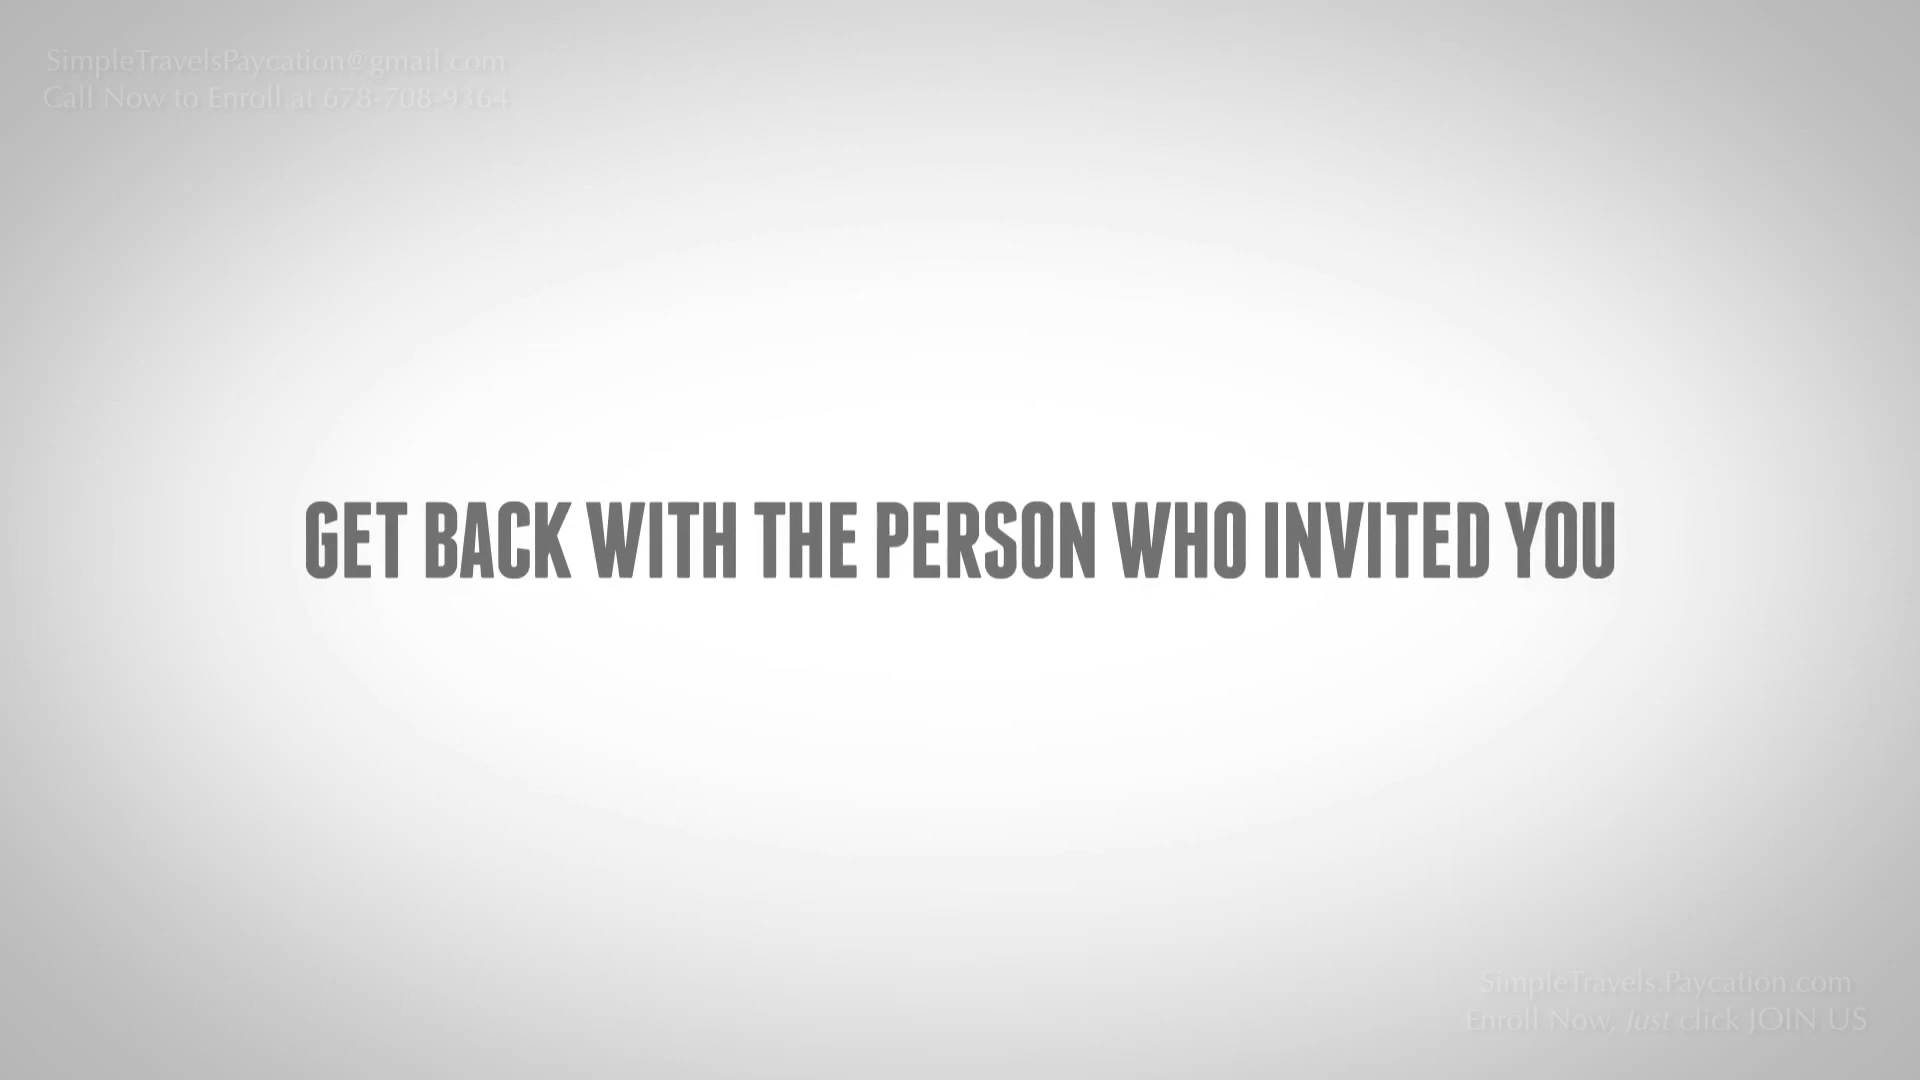 SimpleTravelsPaycation@gmail.com
Call Now to Enroll at 678-708-9364
GET BACK WITH THE PERSON WHO INVITED YOU
SimpleTravels.Paycation.com
Enroll Now, Just click JOIN US